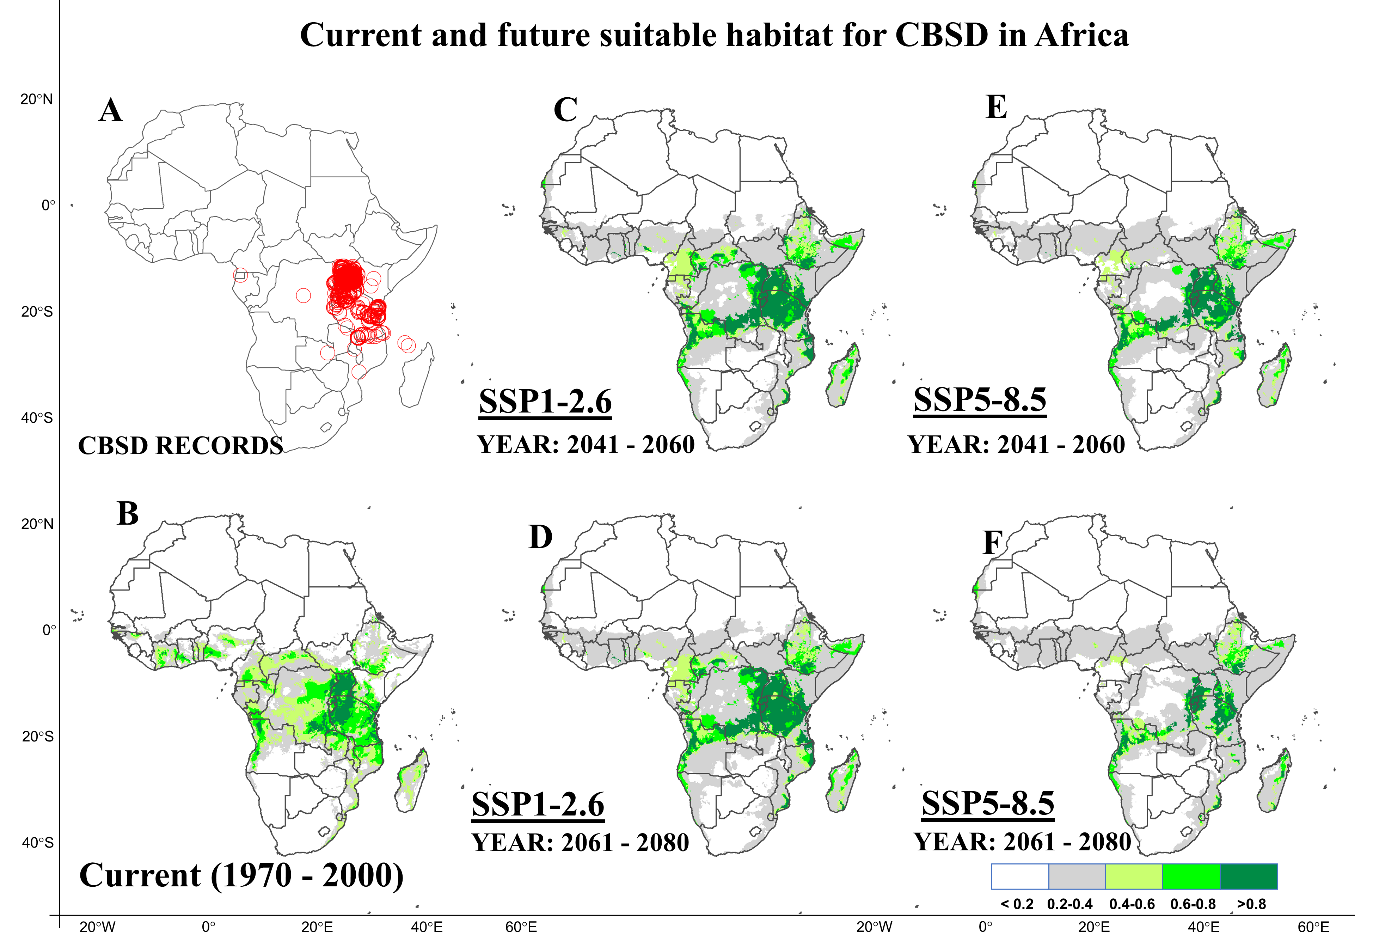 Current and future suitable habitat for CBSD in Africa
A
C
E
20°N
0°
20°S
40°S
SSP1-2.6
SSP5-8.5
CBSD RECORDS
YEAR: 2041 - 2060
YEAR: 2041 - 2060
B
D
F
20°N
0°
20°S
40°S
SSP1-2.6
SSP5-8.5
YEAR: 2061 - 2080
YEAR: 2061 - 2080
Current (1970 - 2000)
< 0.2 0.2-0.4 0.4-0.6 0.6-0.8 >0.8
20°W 0° 20°E 40°E 60°E 20°W 0° 20°E 40°E 60°E